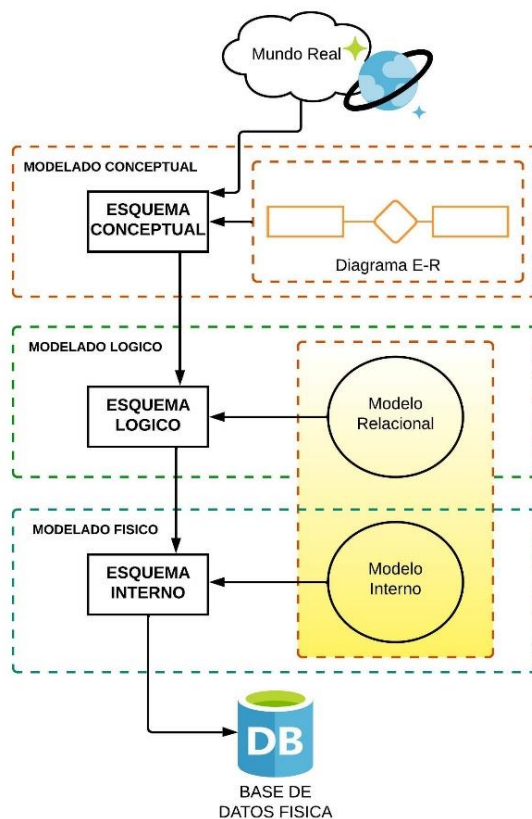 Mundo Real
MODELADO CONCEPTUAL
ESQUEMA
CONCEPTUAL
Diagrama E-R
MODELADO LOGICO
ESQUEMA
LOGICO
Modelo
Relacional
MODELADO FISICO
ESQUEMA
INTERNO
Modelo
Interno
DB
BASE DE
DATOS FISICA